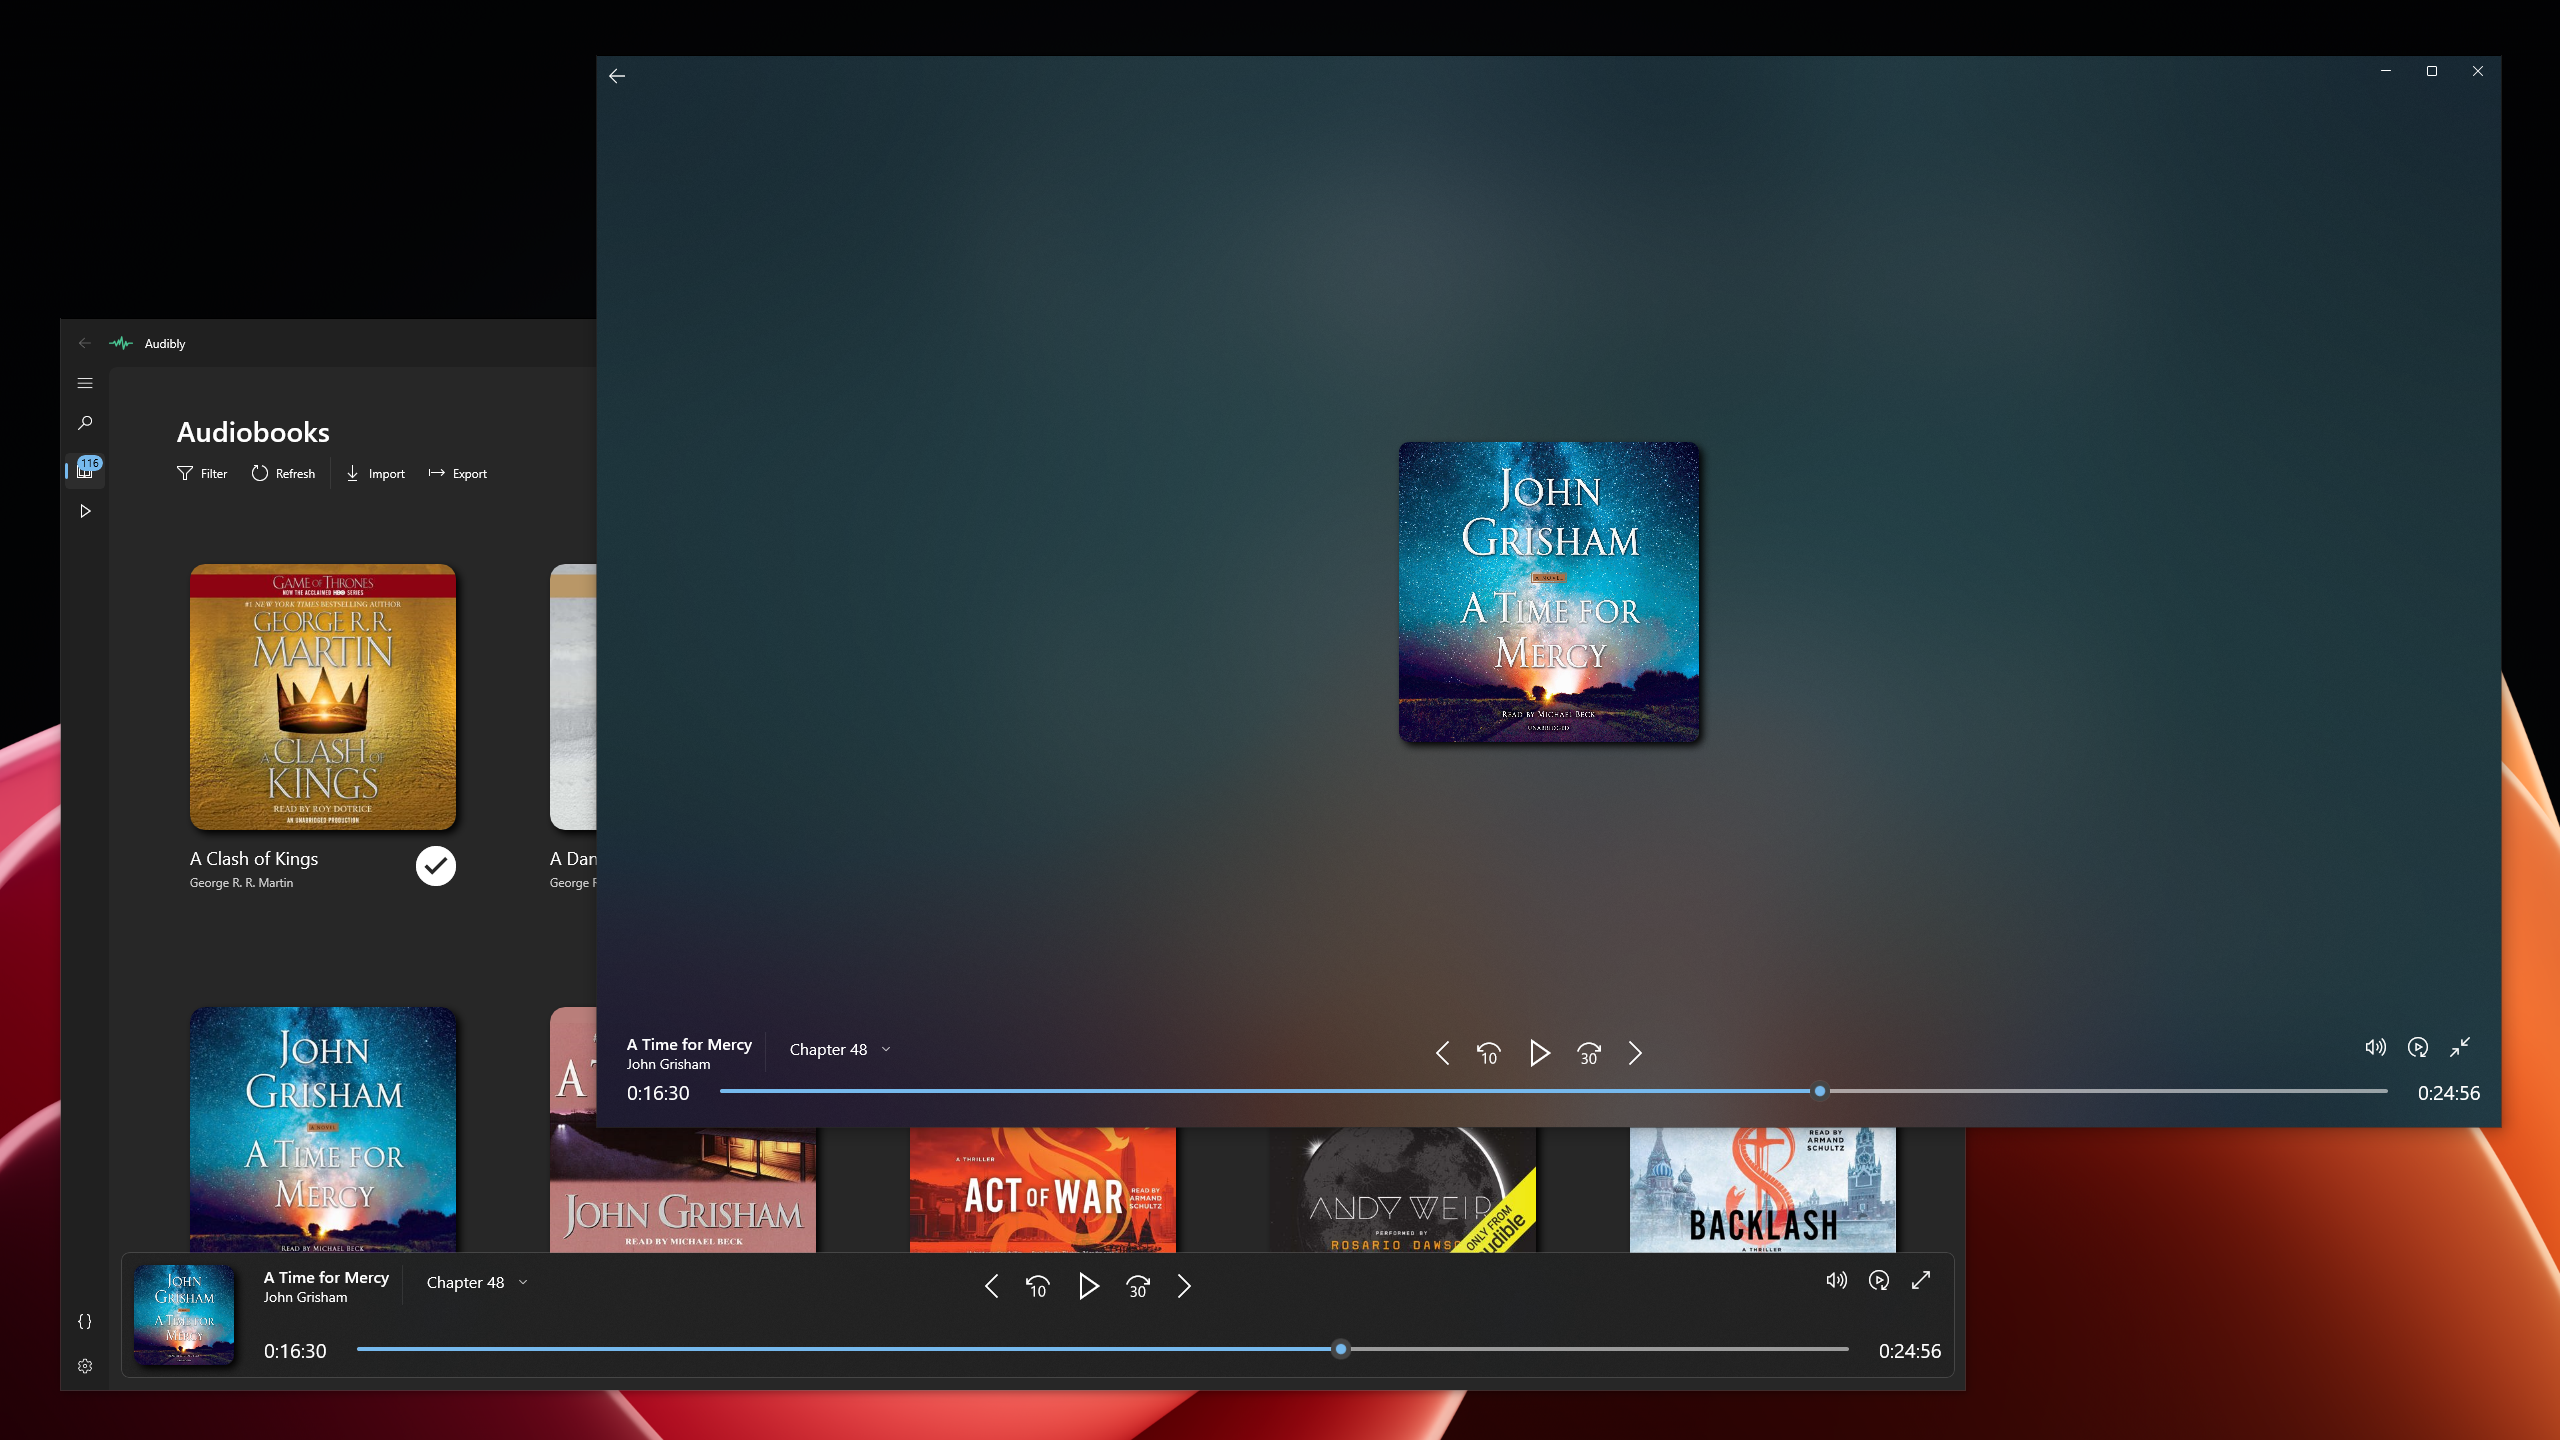 Audibly
116
Audiobooks
Filter
Refresh
Import
Export
GAME OF THRONES
NOW THE ACCLAIMED HBO SERIES
#1 NEW YORK TIMES BESTSELLING AUTHOR
GEORGE R.R.
MARTIN
A CLASH OF
KINGS
READ BY ROY DOTRICE
AN UNABRIDGED PRODUCTION
A Clash of Kings
George R. R. Martin
A Dan
George
JOHN
GRISHAM
A NOVEL
A TIME FOR
MERCY
READ BY MICHAEL BECK
UNABRIDGED
A Time for Mercy
John Grisham
Chapter 48
10
30
0:16:30
0:24:56
JOHN
GRISHAM
A NOVEL
A TIME FOR
MERCY
READ BY MICHAEL BECK
A
JOHN GRISHAM
READ BY MICHAEL BECK
A THRILLER
ACT OF WAR
READ BY
ARMAND
SCHULTZ
ANDY WEIR
PERFORMED BY
ROSARIO DAWS
ONLY FROM
udible
READ BY
ARMAND
SCHULTZ
BACKLASH
A THRILLER
JOHN
GRISHAM
A TIME FOR
MERCY
A Time for Mercy
John Grisham
Chapter 48
10
30
0:16:30
0:24:56